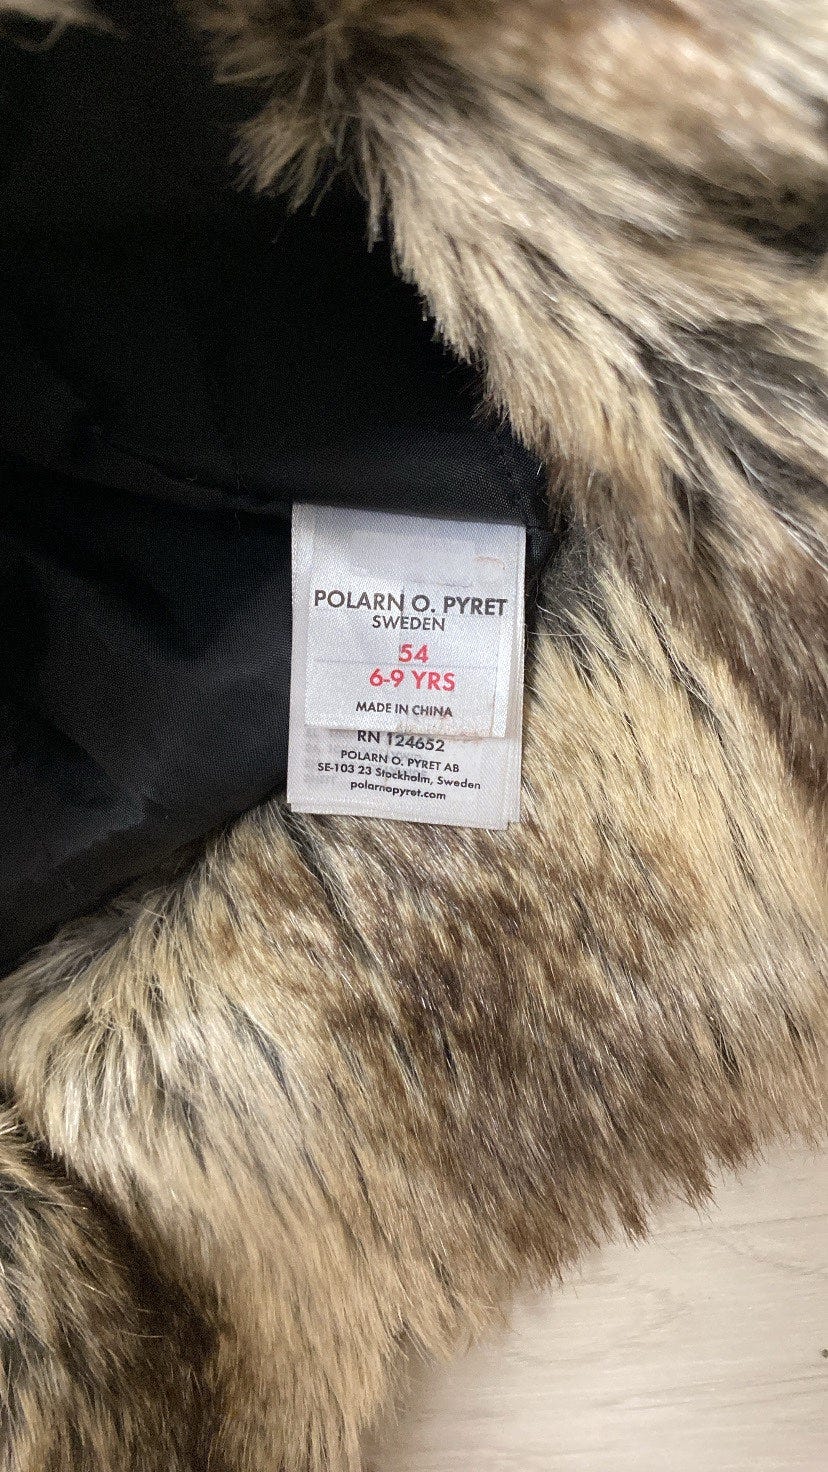 POLARN O. PYRET
SWEDEN
54
6-9 YRS
MADE IN CHINA
RN 124652
POLARN O. PYRET AB
SE-103 23 Stockholm, Sweden
polarnopyret.com